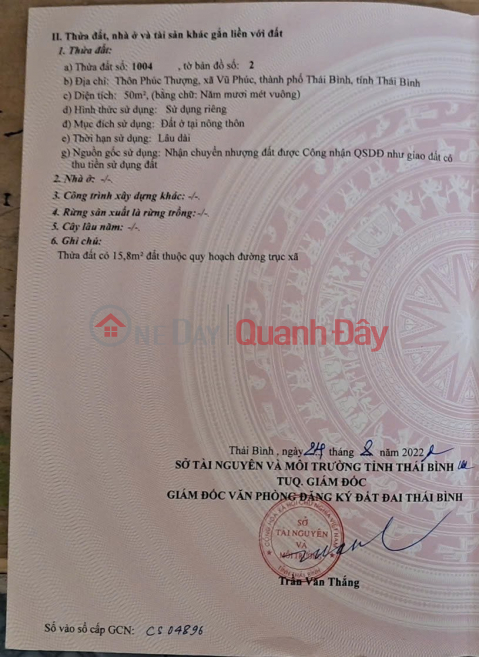 II. Thửa đất, nhà ở và tài sản khác gắn liền với đất
1. Thửa đất:
a) Thửa đất số: 1004 , tờ bản đồ số: 2
b) Địa chỉ: Thôn Phúc Thượng, xã Vũ Phúc, thành phố Thái Bình, tỉnh Thái Bình
c) Diện tích: 50m², (bằng chữ: Năm mươi mét vuông)
d) Hình thức sử dụng: Sử dụng riêng
đ) Mục đích sử dụng: Đất ở tại nông thôn
e) Thời hạn sử dụng: Lâu dài
g) Nguồn gốc sử dụng: Nhận chuyển nhượng đất được Công nhận QSDĐ như giao đất có
thu tiền sử dụng đất
2. Nhà ở: -/-.
3. Công trình xây dựng khác: -/-.
4. Rừng sản xuất là rừng trồng:-/-.
5. Cây lâu năm: -/-.
6. Ghi chú:
Thửa đất có 15,8m² đất thuộc quy hoạch đường trục xã
ONE DAY Quanh Đây
Thái Bình , ngày 24 tháng 8 năm 2022
SỞ TÀI NGUYÊN VÀ MÔI TRƯỜNG TỈNH THÁI BÌNH
TUQ. GIÁM ĐỐC
GIÁM ĐỐC VĂN PHÒNG ĐĂNG KÝ ĐẤT ĐAI THÁI BÌNH
SỞ
TÀI NGUYÊN
VÀ
Trần Văn Thắng
Số vào sổ cấp GCN: CS 04896